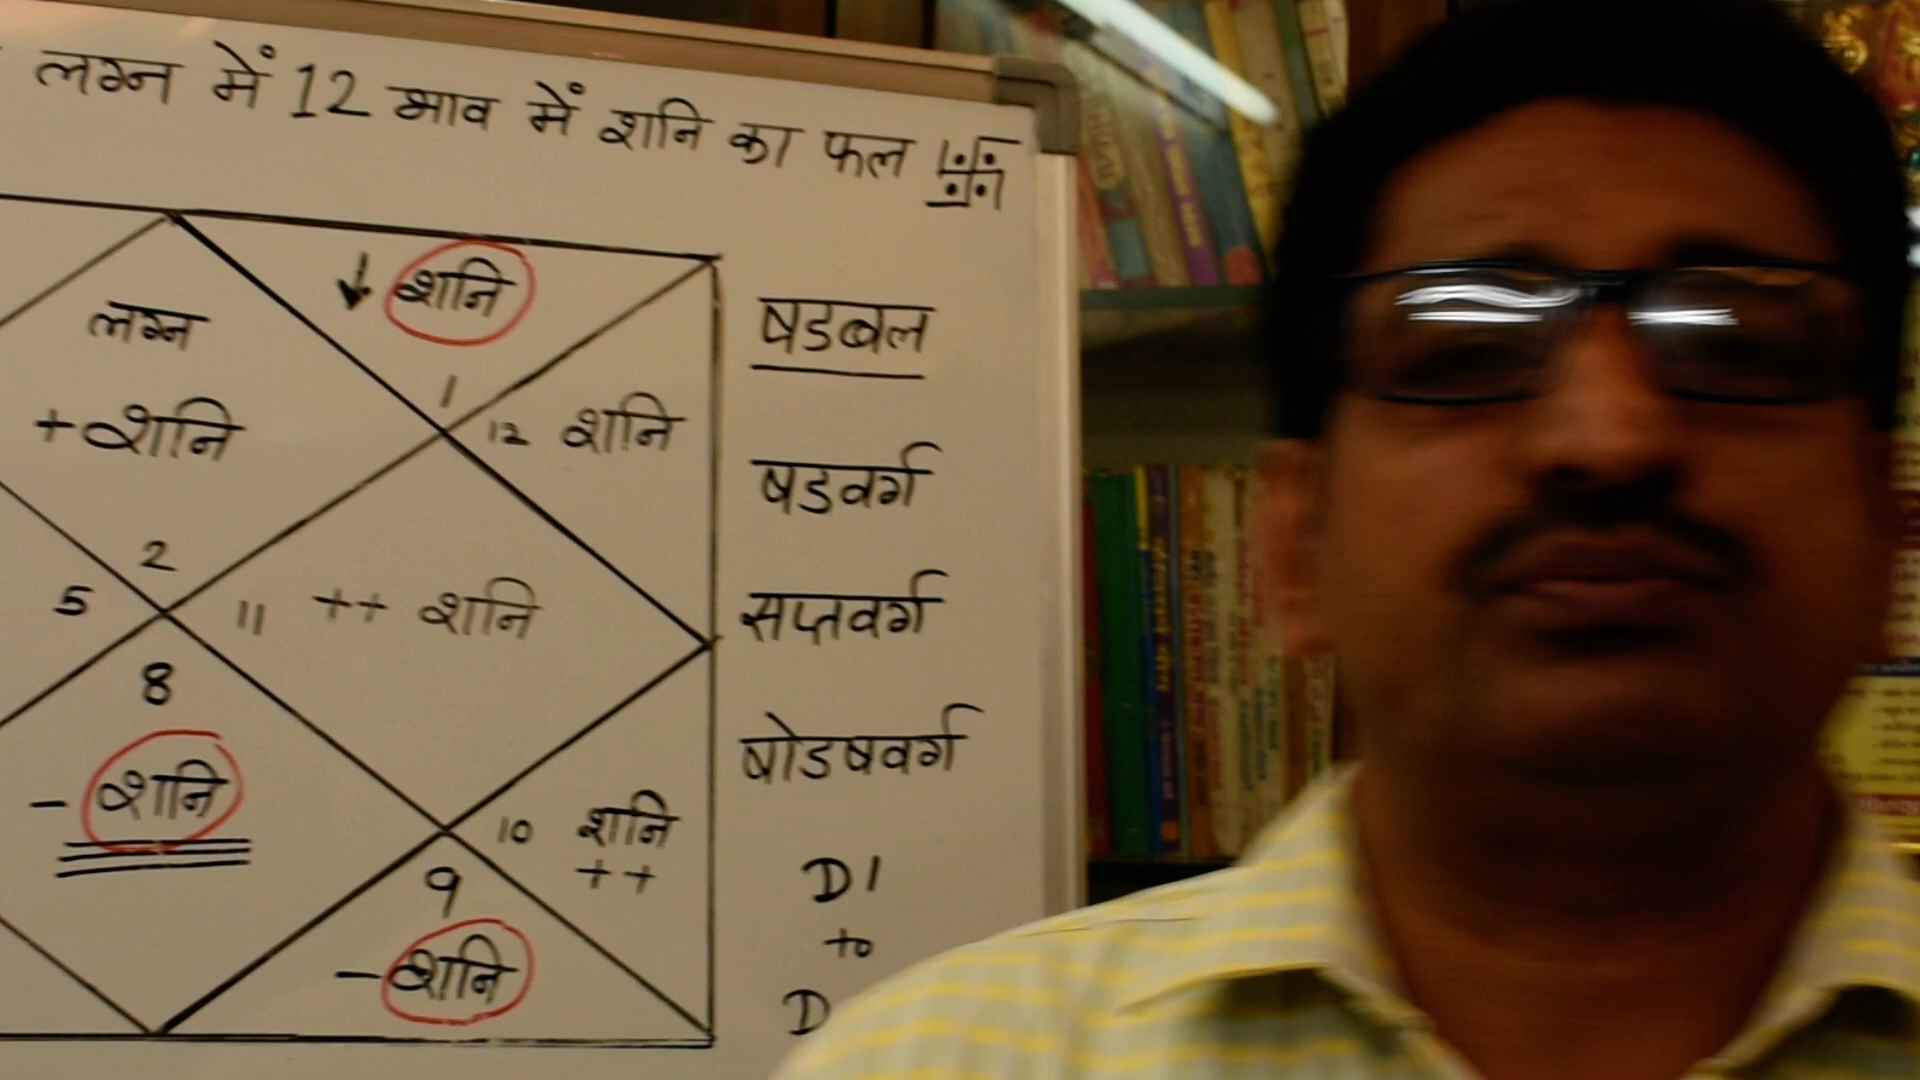 लग्न में 12 भाव में शनि का फल
↓ शनि
लग्न
1
+ शनि
12 शनि
2
5
11 ++ शनि
8
- शनि
10 शनि
++
9
- शनि
षडबल
षडवर्ग
सप्तवर्ग
षोडषवर्ग
D1
to
D